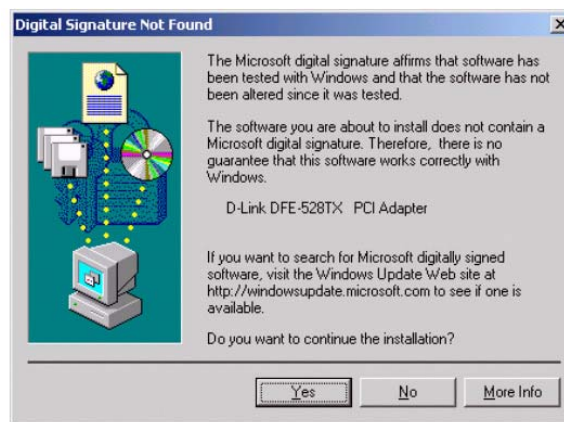 Digital Signature Not Found
The Microsoft digital signature affirms that software has
been tested with Windows and that the software has not
been altered since it was tested.
The software you are about to install does not contain a
Microsoft digital signature. Therefore, there is no
guarantee that this software works correctly with
Windows.
D-Link DFE-528TX PCI Adapter
If you want to search for Microsoft digitally signed
software, visit the Windows Update Web site at
http://windowsupdate.microsoft.com to see if one is
available.
Do you want to continue the installation?
Yes No More Info